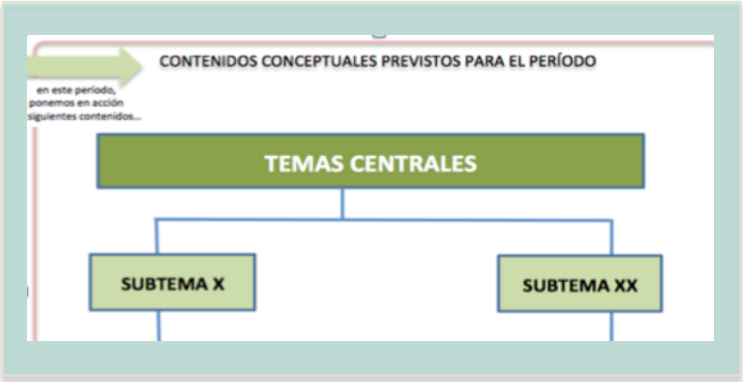 CONTENIDOS CONCEPTUALES PREVISTOS PARA EL PERÍODO
en este período,
ponemos en acción
siguientes contenidos...
TEMAS CENTRALES
SUBTEMA X
SUBTEMA XX